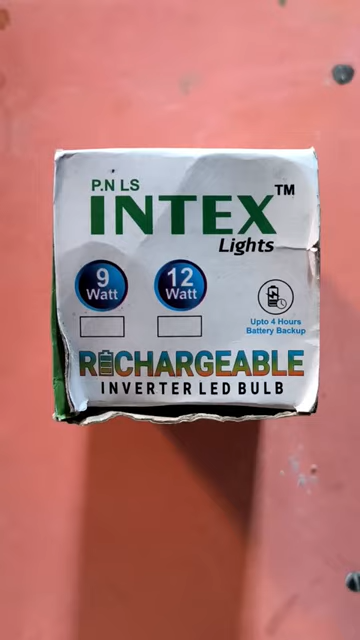 P.N LS
INTEX™
Lights
9 Watt
12 Watt
Upto 4 Hours
Battery Backup
RECHARGEABLE
INVERTER LED BULB